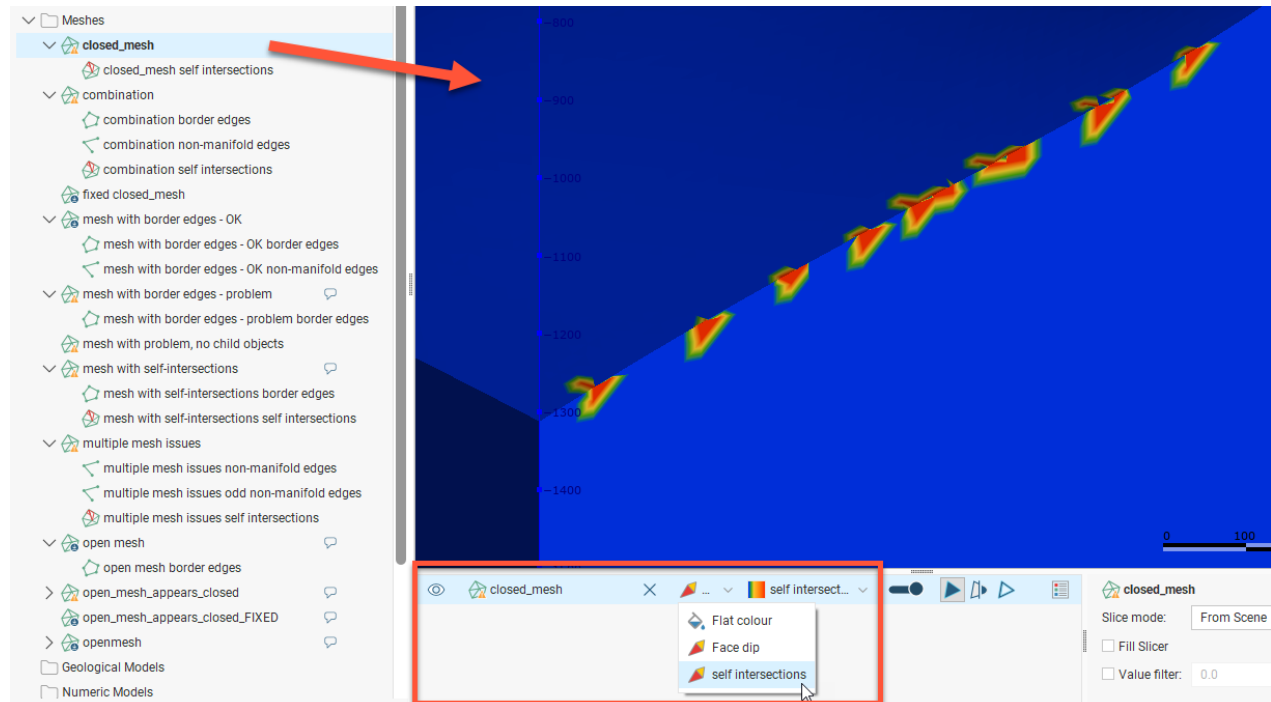 Meshes
closed_mesh
closed_mesh self intersections
combination
combination border edges
combination non-manifold edges
combination self intersections
fixed closed_mesh
mesh with border edges - OK
mesh with border edges - OK border edges
mesh with border edges - OK non-manifold edges
mesh with border edges - problem
mesh with border edges - problem border edges
mesh with problem, no child objects
mesh with self-intersections
mesh with self-intersections border edges
mesh with self-intersections self intersections
multiple mesh issues
multiple mesh issues non-manifold edges
multiple mesh issues odd non-manifold edges
multiple mesh issues self intersections
open mesh
open mesh border edges
open_mesh_appears_closed
open_mesh_appears_closed_FIXED
openmesh
Geological Models
Numeric Models
-800
-900
-1000
-1100
-1200
-1300
-1400
0 100
closed_mesh ... self intersect...
Flat colour
Face dip
self intersections
closed_mesh
Slice mode: From Scene
Fill Slicer
Value filter: 0.0